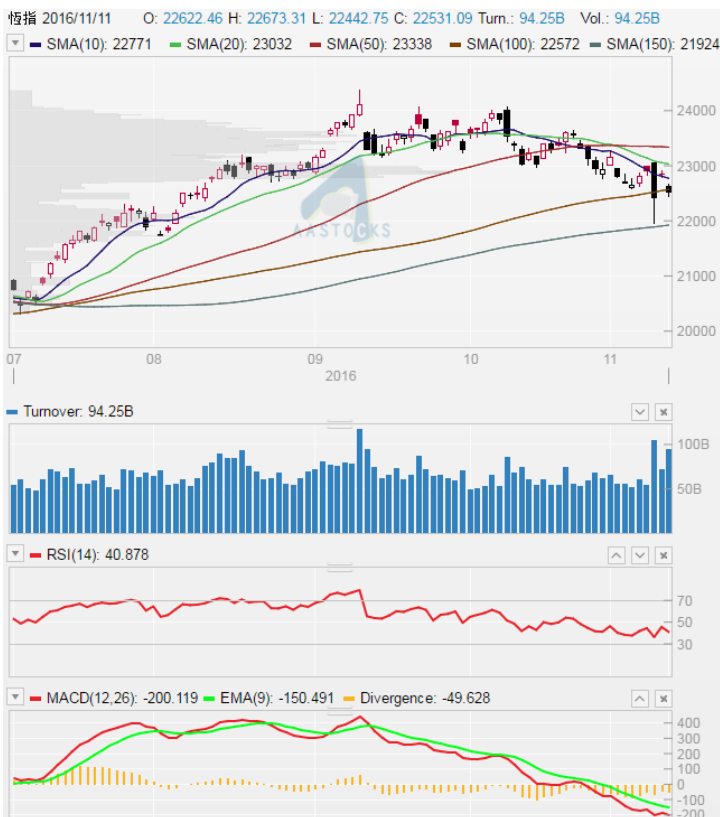 恆指 2016/11/11 O: 22622.46 H: 22673.31 L: 22442.75 C: 22531.09 Turn.: 94.25B Vol.: 94.25B
SMA(10): 22771 SMA(20): 23032 SMA(50): 23338 SMA(100): 22572 SMA(150): 21924
24000
23000
AASTOCKS
22000
21000
20000
07 08 09 10 11
2016
Turnover: 94.25B
100B
50B
RSI(14): 40.878
70
50
30
MACD(12,26): -200.119 EMA(9): -150.491 Divergence: -49.628
400
300
200
100
0
-100
-200